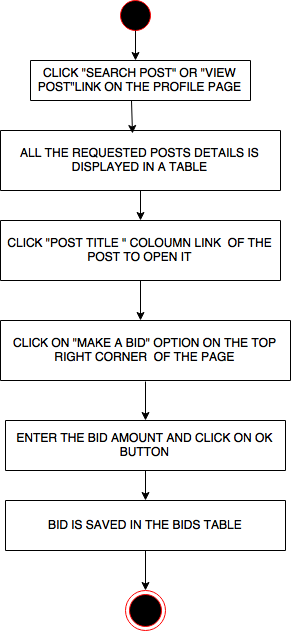 CLICK "SEARCH POST" OR "VIEW
POST"LINK ON THE PROFILE PAGE
ALL THE REQUESTED POSTS DETAILS IS
DISPLAYED IN A TABLE
CLICK "POST TITLE " COLOUMN LINK OF THE
POST TO OPEN IT
CLICK ON "MAKE A BID" OPTION ON THE TOP
RIGHT CORNER OF THE PAGE
ENTER THE BID AMOUNT AND CLICK ON OK
BUTTON
BID IS SAVED IN THE BIDS TABLE